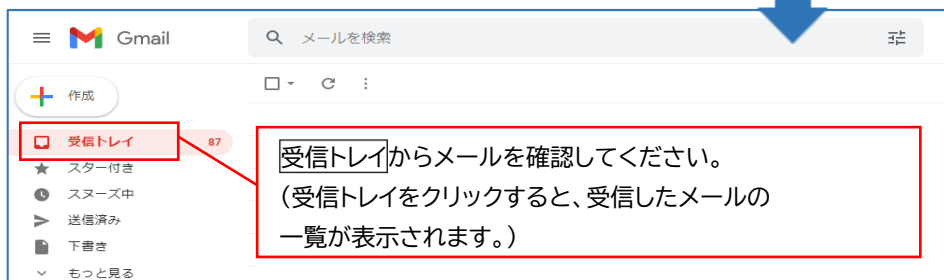 Gmail
メールを検索
作成
受信トレイ 87
スター付き
スヌーズ中
送信済み
下書き
もっと見る
受信トレイからメールを確認してください。
(受信トレイをクリックすると、受信したメールの
一覧が表示されます。)